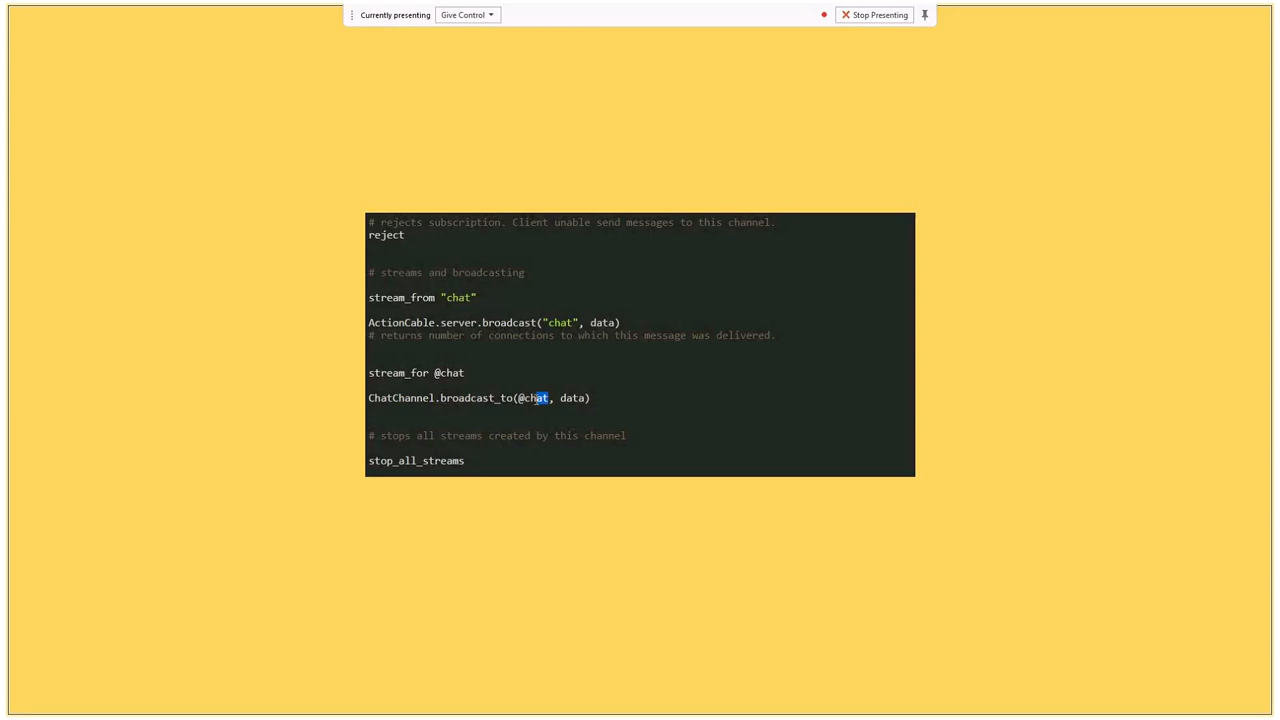 Currently presenting Give Control Stop Presenting
# rejects subscription. Client unable send messages to this channel.
reject
# streams and broadcasting
stream_from "chat"
ActionCable.server.broadcast("chat", data)
# returns number of connections to which this message was delivered.
stream_for @chat
ChatChannel.broadcast_to(@chat, data)
# stops all streams created by this channel
stop_all_streams